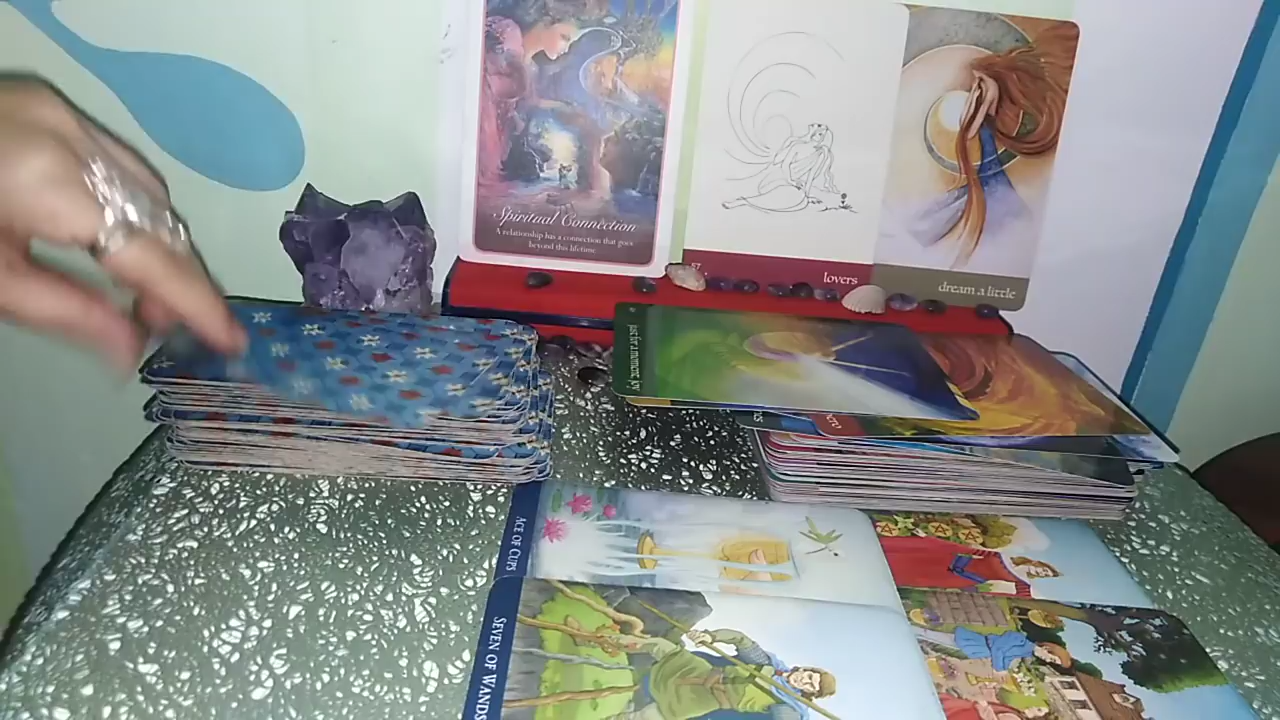 Spiritual Connection
A relationship has a connection that goes
beyond this lifetime.
57
lovers
dream a little
just for a moment, joy
ACE OF CUPS
SEVEN OF WANDS